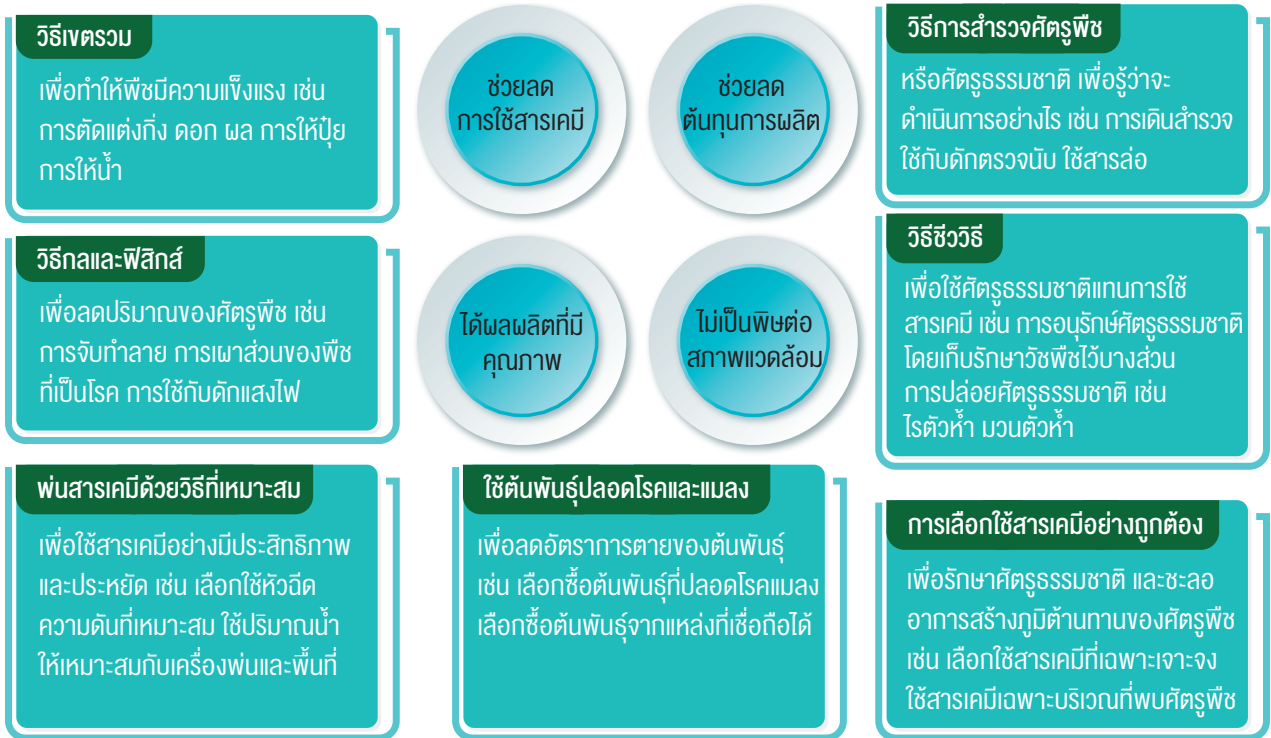 วิธีเขตรวม
เพื่อทำให้พืชมีความแข็งแรง เช่น
การตัดแต่งกิ่ง ดอก ผล การให้ปุ๋ย
การให้น้ำ
ช่วยลด
การใช้สารเคมี
ช่วยลด
ต้นทุนการผลิต
วิธีการสำรวจศัตรูพืช
หรือศัตรูธรรมชาติ เพื่อรู้ว่าจะ
ดำเนินการอย่างไร เช่น การเดินสำรวจ
ใช้กับดักตรวจนับ ใช้สารล่อ
วิธีกลและฟิสิกส์
เพื่อลดปริมาณของศัตรูพืช เช่น
การจับทำลาย การเผาส่วนของพืช
ที่เป็นโรค การใช้กับดักแสงไฟ
ได้ผลผลิตที่มี
คุณภาพ
ไม่เป็นพิษต่อ
สภาพแวดล้อม
วิธีชีววิธี
เพื่อใช้ศัตรูธรรมชาติแทนการใช้
สารเคมี เช่น การอนุรักษ์ศัตรูธรรมชาติ
โดยเก็บรักษาวัชพืชไว้บางส่วน
การปล่อยศัตรูธรรมชาติ เช่น
ไรตัวห้ำ มวนตัวห้ำ
พ่นสารเคมีด้วยวิธีที่เหมาะสม
เพื่อใช้สารเคมีอย่างมีประสิทธิภาพ
และประหยัด เช่น เลือกใช้หัวฉีด
ความดันที่เหมาะสม ใช้ปริมาณน้ำ
ให้เหมาะสมกับเครื่องพ่นและพื้นที่
ใช้ต้นพันธุ์ปลอดโรคและแมลง
เพื่อลดอัตราการตายของต้นพันธุ์
เช่น เลือกซื้อต้นพันธุ์ที่ปลอดโรคแมลง
เลือกซื้อต้นพันธุ์จากแหล่งที่เชื่อถือได้
การเลือกใช้สารเคมีอย่างถูกต้อง
เพื่อรักษาศัตรูธรรมชาติ และชะลอ
อาการสร้างภูมิต้านทานของศัตรูพืช
เช่น เลือกใช้สารเคมีที่เฉพาะเจาะจง
ใช้สารเคมีเฉพาะบริเวณที่พบศัตรูพืช